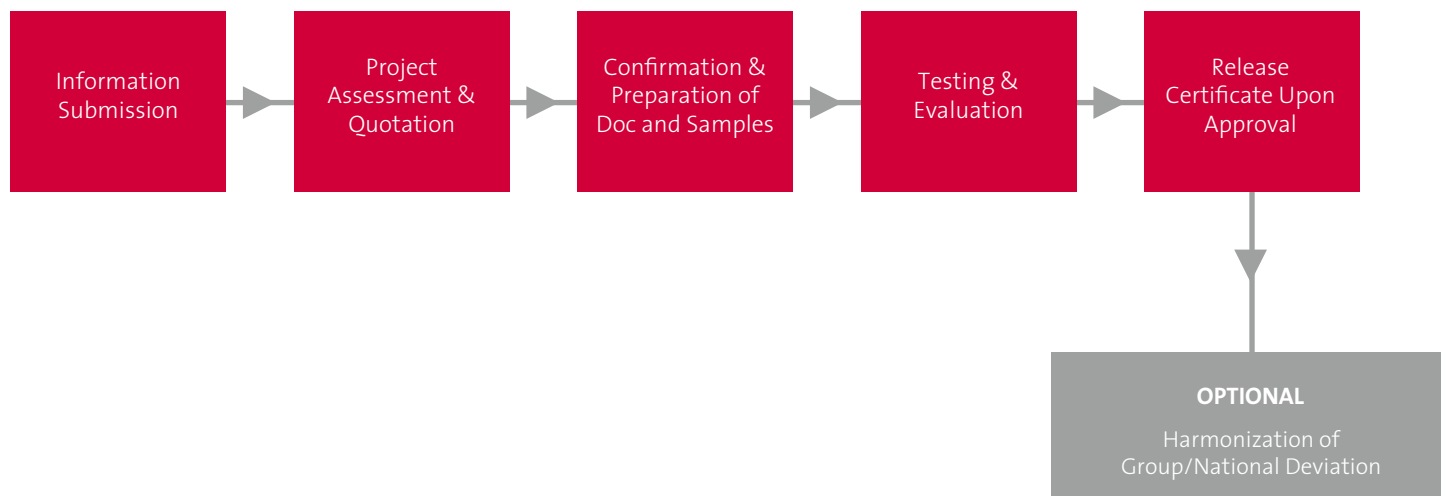 Information
Submission
Project
Assessment &
Quotation
Confirmation &
Preparation of
Doc and Samples
Testing &
Evaluation
Release
Certificate Upon
Approval
OPTIONAL
Harmonization of
Group/National Deviation